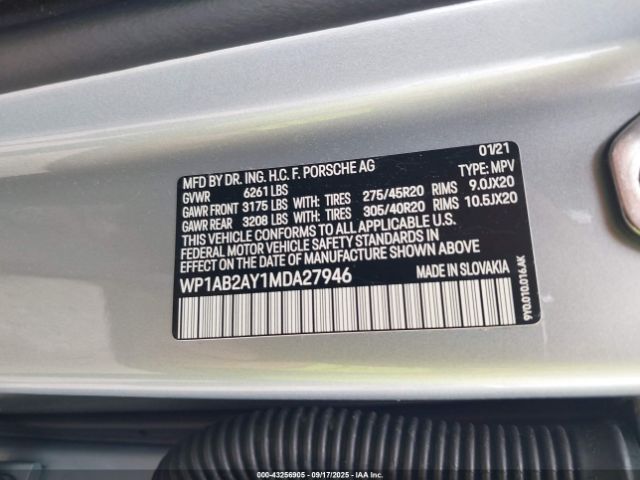 01/21
MFD BY DR. ING. H.C. F. PORSCHE AG TYPE: MPV
GVWR 6261 LBS
GAWR FRONT 3175 LBS WITH: TIRES 275/45R20 RIMS 9.0JX20
GAWR REAR 3208 LBS WITH: TIRES 305/40R20 RIMS 10.5JX20
THIS VEHICLE CONFORMS TO ALL APPLICABLE U.S.
FEDERAL MOTOR VEHICLE SAFETY STANDARDS IN
EFFECT ON THE DATE OF MANUFACTURE SHOWN ABOVE.
WP1AB2AY1MDA27946 MADE IN SLOVAKIA
9Y0.010.016.AK
000-43256905 - 09/17/2025 - IAA Inc.